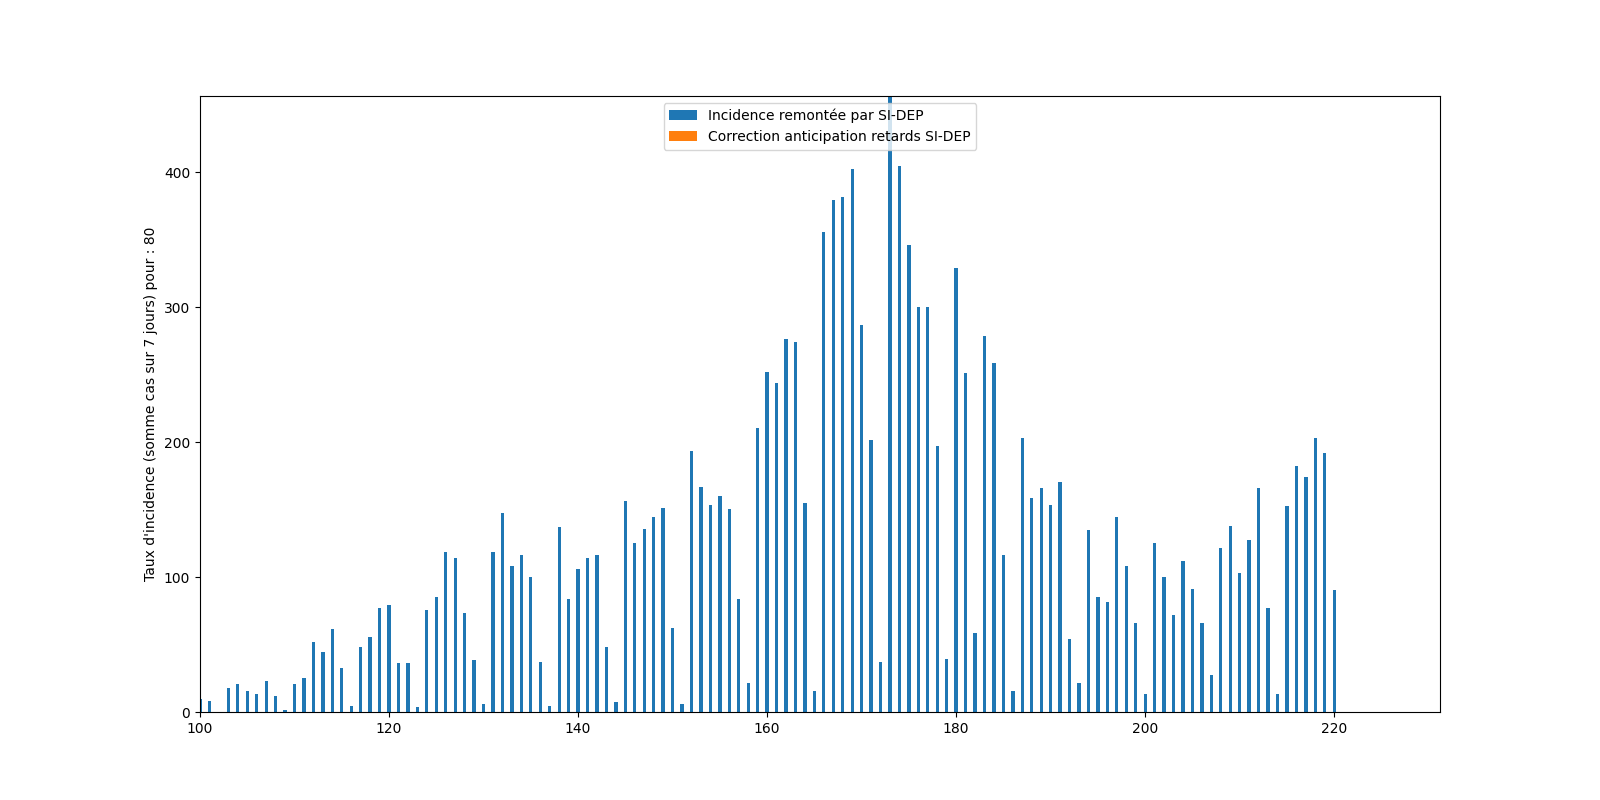 Incidence remontée par SI-DEP
Correction anticipation retards SI-DEP
Taux d'incidence (somme cas sur 7 jours) pour : 80
400
300
200
100
0
100 120 140 160 180 200 220